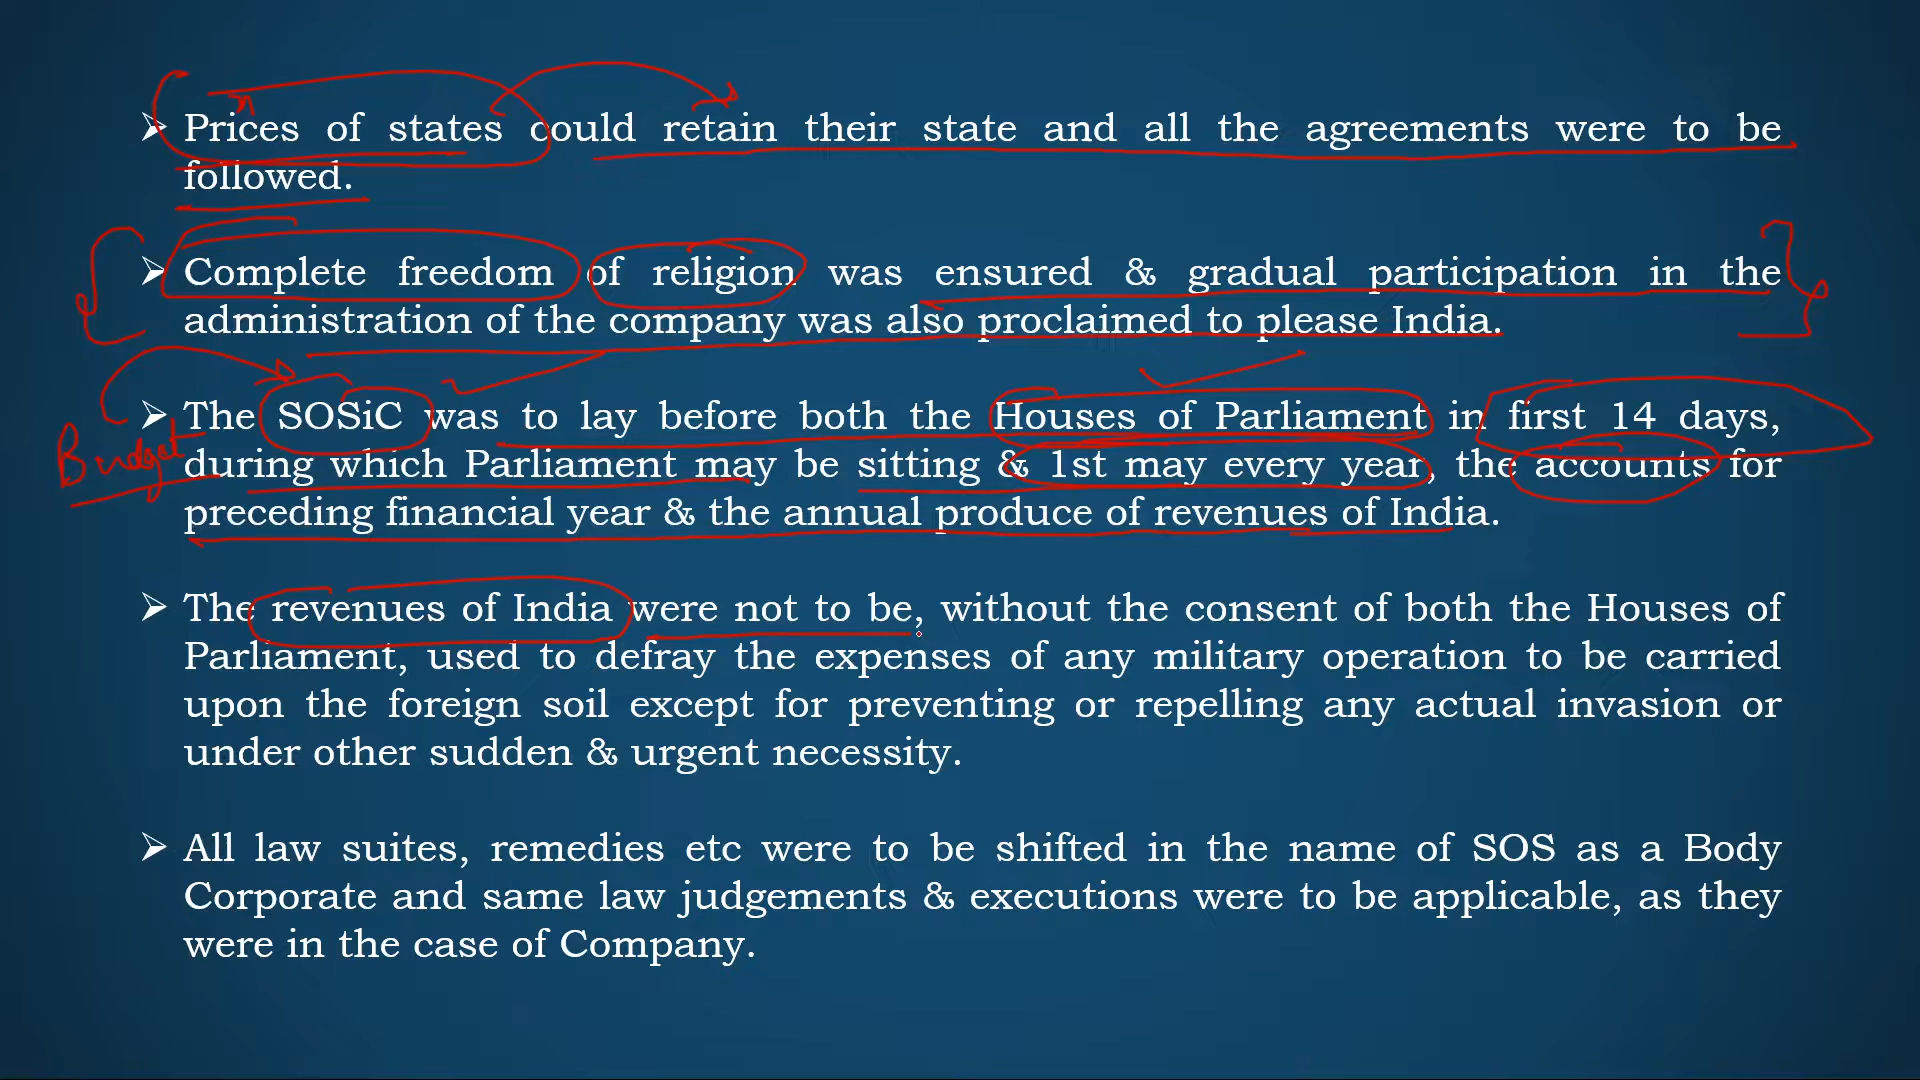 ➢ Prices of states could retain their state and all the agreements were to be
n
followed.
➢ Complete freedom of religion was ensured & gradual participation in the
administration of the company was also proclaimed to please India.
➢ The SOSiC was to lay before both the Houses of Parliament in first 14 days,
Budget
during which Parliament may be sitting & 1st may every year, the accounts for
preceding financial year & the annual produce of revenues of India.
➢ The revenues of India were not to be, without the consent of both the Houses of
Parliament, used to defray the expenses of any military operation to be carried
upon the foreign soil except for preventing or repelling any actual invasion or
under other sudden & urgent necessity.
➢ All law suites, remedies etc were to be shifted in the name of SOS as a Body
Corporate and same law judgements & executions were to be applicable, as they
were in the case of Company.